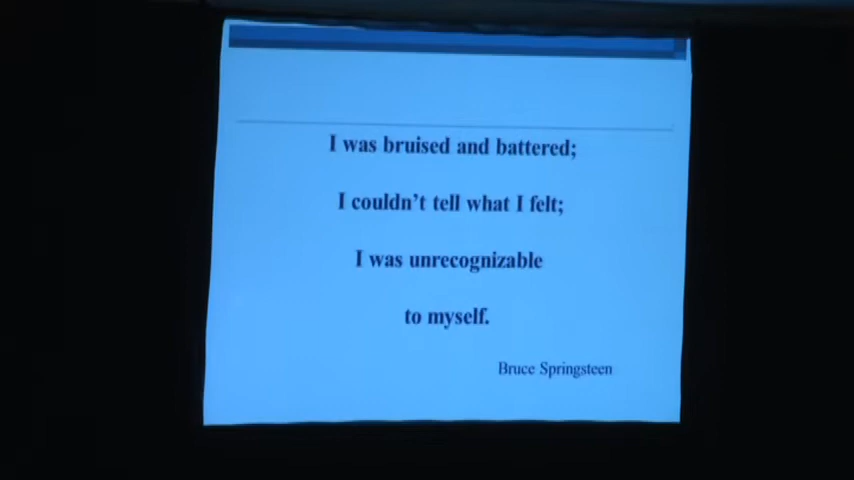 I was bruised and battered;
I couldn’t tell what I felt;
I was unrecognizable
to myself.
Bruce Springsteen